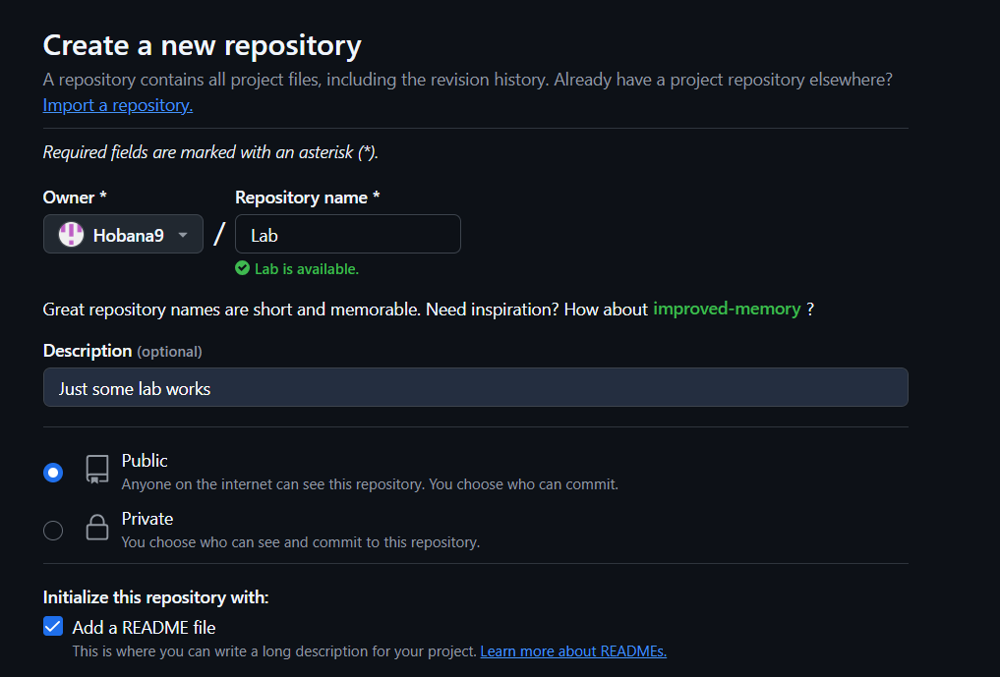 Create a new repository
A repository contains all project files, including the revision history. Already have a project repository elsewhere?
Import a repository.
Required fields are marked with an asterisk (*).
Owner * Repository name *
Hobana9 / Lab
Lab is available.
Great repository names are short and memorable. Need inspiration? How about improved-memory ?
Description (optional)
Just some lab works
Public
Anyone on the internet can see this repository. You choose who can commit.
Private
You choose who can see and commit to this repository.
Initialize this repository with:
Add a README file
This is where you can write a long description for your project. Learn more about READMEs.